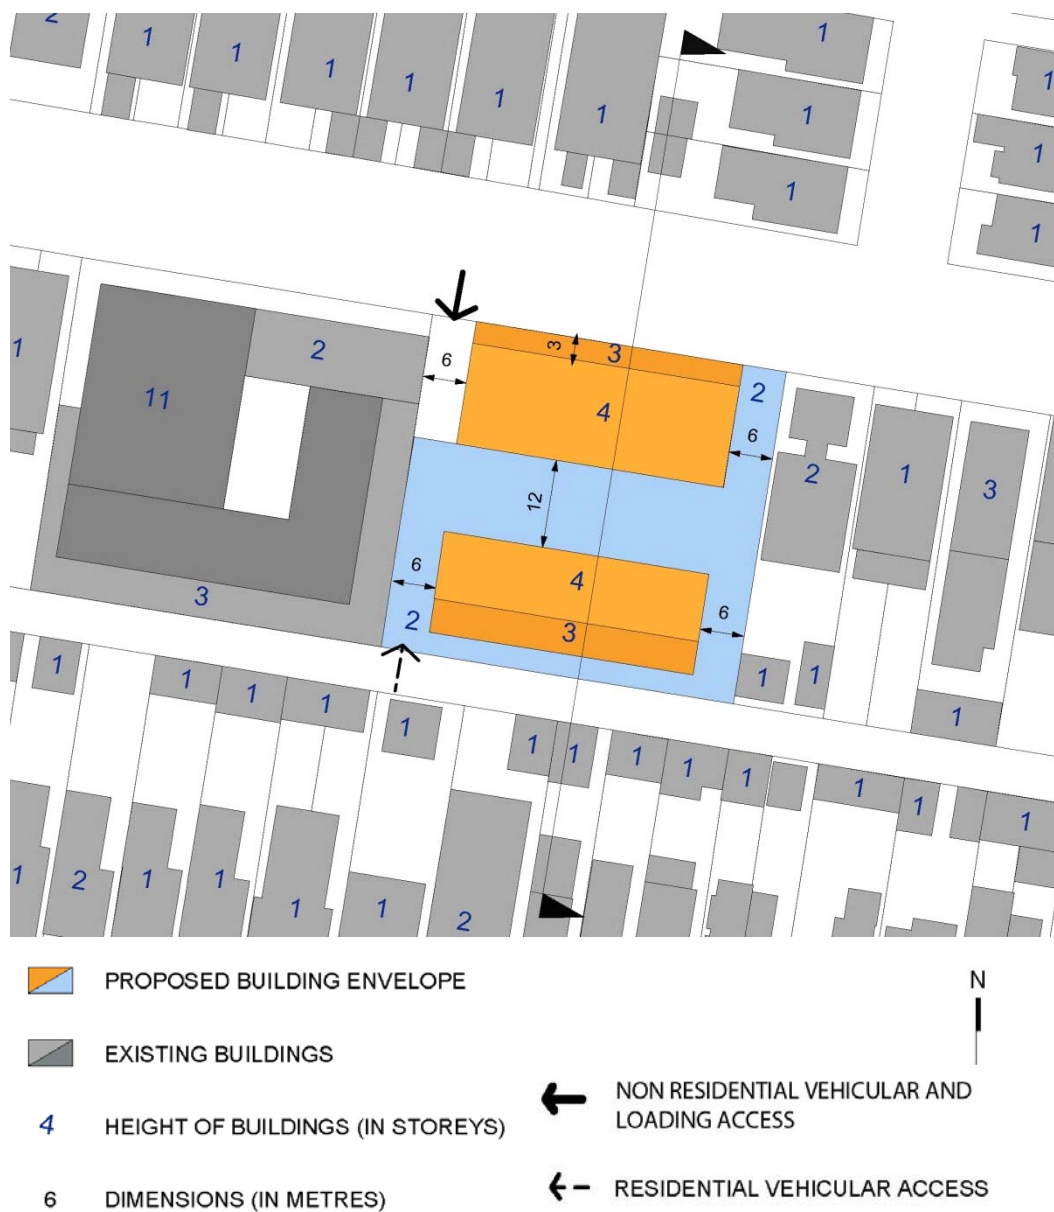 2 1 1 1 1 1 1 1
1 1
1 1
1 1
1 2 11 6 3 3 4 2 6 2 1 3
12
6 4
3 2 3 6 1 1
1 1 1 1 1 1 1 1 1 1 1 1 1
1 2 1 1 1 1 2 1
PROPOSED BUILDING ENVELOPE
N
EXISTING BUILDINGS
4 HEIGHT OF BUILDINGS (IN STOREYS)
NON RESIDENTIAL VEHICULAR AND
LOADING ACCESS
6 DIMENSIONS (IN METRES)
RESIDENTIAL VEHICULAR ACCESS